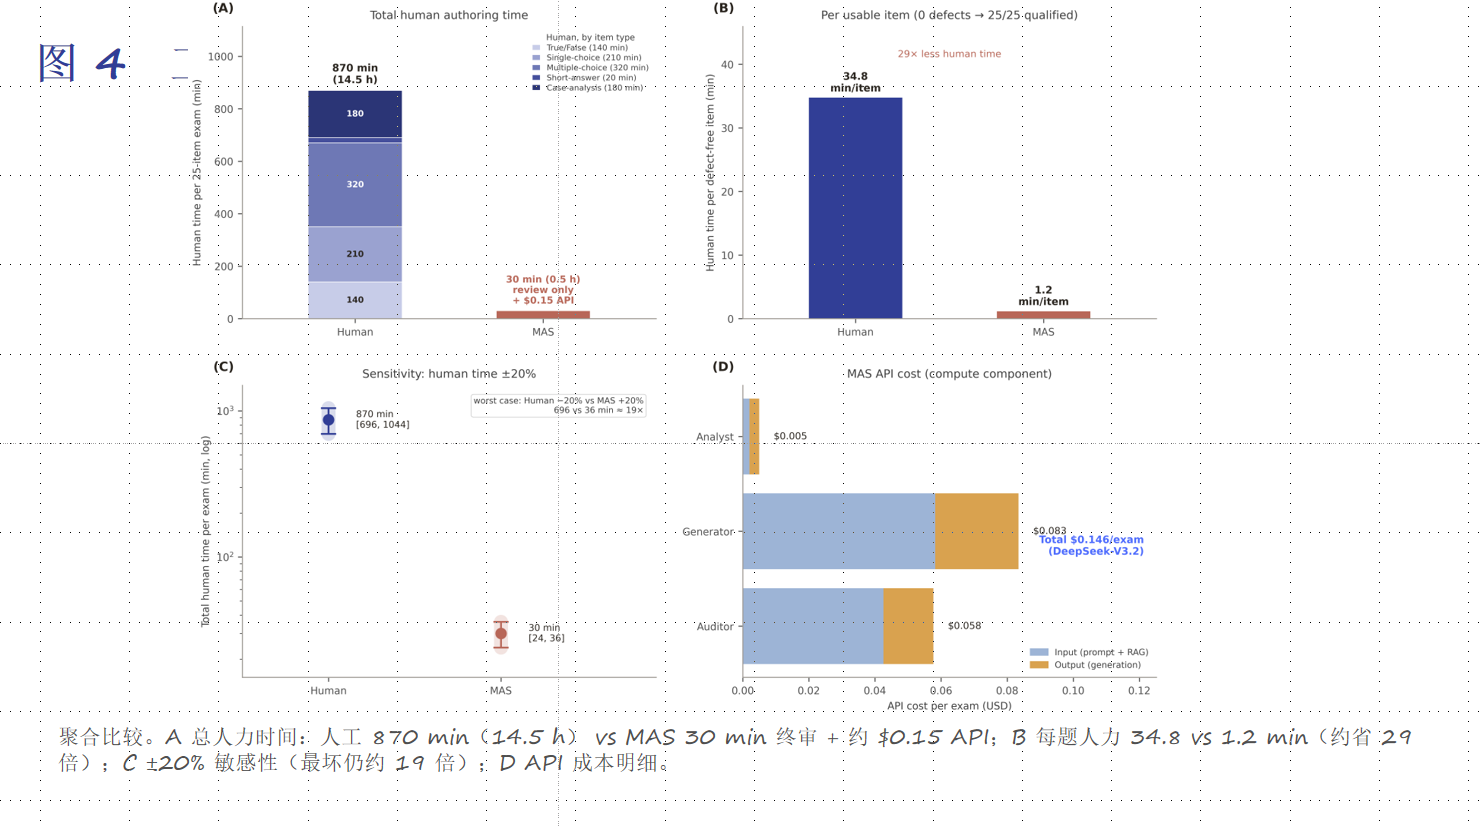 图 4
(A)
Total human authoring time
Human, by item type
True/False (140 min)
Single-choice (210 min)
Multiple-choice (320 min)
Short-answer (20 min)
Case-analysis (180 min)
Human time per 25-item exam (min)
1000
800
600
400
200
0
870 min
(14.5 h)
180
320
210
140
30 min (0.5 h)
review only
+ $0.15 API
Human
MAS
(B)
Per usable item (0 defects → 25/25 qualified)
29× less human time
Human time per defect-free item (min)
40
30
20
10
0
34.8
min/item
1.2
min/item
Human
MAS
(C)
Sensitivity: human time ±20%
worst case: Human −20% vs MAS +20%
696 vs 36 min ≈ 19×
Total human time per exam (min, log)
10³
10²
870 min
[696, 1044]
30 min
[24, 36]
Human
MAS
(D)
MAS API cost (compute component)
Analyst
$0.005
Generator
$0.083
Total $0.146/exam
(DeepSeek-V3.2)
Auditor
$0.058
Input (prompt + RAG)
Output (generation)
0.00 0.02 0.04 0.06 0.08 0.10 0.12
API cost per exam (USD)
聚合比较。A 总人力时间：人工 870 min（14.5 h） vs MAS 30 min 终审 + 约 $0.15 API；B 每题人力 34.8 vs 1.2 min（约省 29
倍）；C ±20% 敏感性（最坏仍约 19 倍）；D API 成本明细。